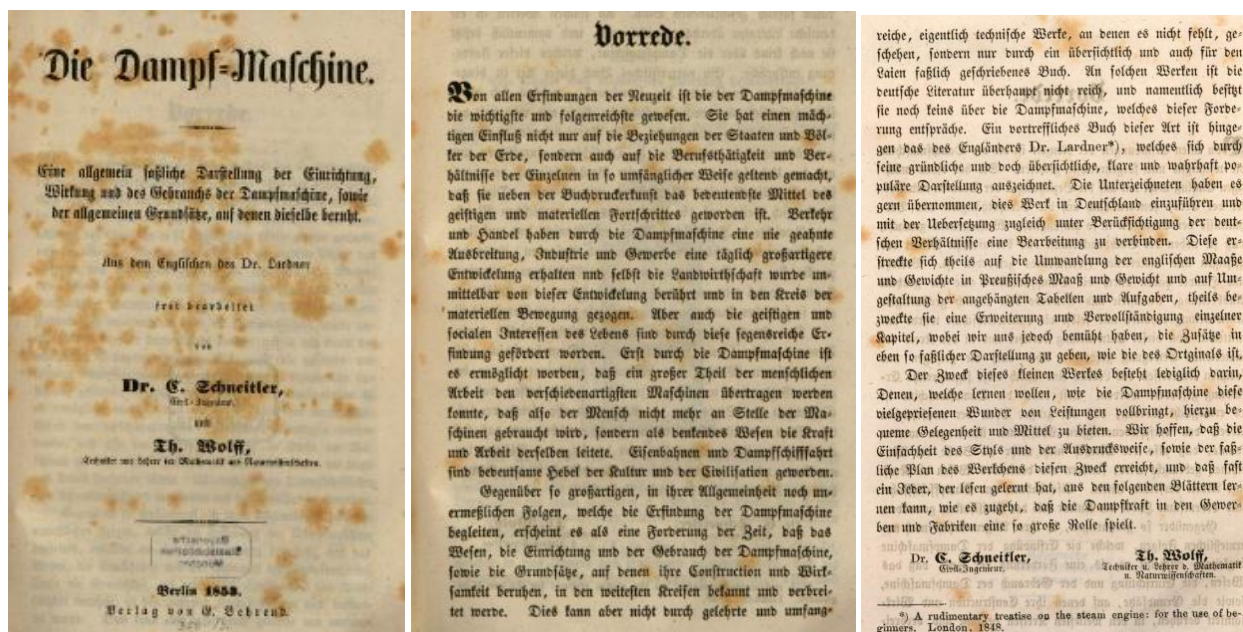 Die Dampf-Maschine.
Eine allgemein faßliche Darstellung der Einrichtung,
Wirkung und des Gebrauchs der Dampfmaschine, sowie
der allgemeinen Grundsätze, auf denen dieselbe beruht.
Aus dem Englischen des Dr. Lardner
frei bearbeitet
von
Dr. C. Schneitler,
Civil-Ingenieur.
und
Th. Wolff,
Techniker und Lehrer der Mathematik und Naturwissenschaften.
Berlin 1853.
Verlag von E. Behrend.
Vorrede.
Von allen Erfindungen der Neuzeit ist die der Dampfmaschine
die wichtigste und folgenreichste gewesen. Sie hat einen mäch-
tigen Einfluß nicht nur auf die Beziehungen der Staaten und Völ-
ker der Erde, sondern auch auf die Berufsthätigkeit und Ver-
hältnisse der Einzelnen in so umfänglicher Weise geltend gemacht,
daß sie neben der Buchdruckerkunst das bedeutendste Mittel des
geistigen und materiellen Fortschrittes geworden ist. Verkehr
und Handel haben durch die Dampfmaschine eine nie geahnte
Ausbreitung, Industrie und Gewerbe eine täglich großartigere
Entwickelung erhalten und selbst die Landwirthschaft wurde un-
mittelbar von dieser Entwickelung berührt und in den Kreis der
materiellen Bewegung gezogen. Aber auch die geistigen und
socialen Interessen des Lebens sind durch diese segensreiche Er-
findung gefördert worden. Erst durch die Dampfmaschine ist
es ermöglicht worden, daß ein großer Theil der menschlichen
Arbeit den verschiedenartigsten Maschinen übertragen werden
konnte, daß also der Mensch nicht mehr an Stelle der Ma-
schinen gebraucht wird, sondern als denkendes Wesen die Kraft
und Arbeit derselben leitete. Eisenbahnen und Dampfschifffahrt
sind bedeutsame Hebel der Kultur und der Civilisation geworden.
Gegenüber so großartigen, in ihrer Allgemeinheit noch un-
ermeßlichen Folgen, welche die Erfindung der Dampfmaschine
begleiten, erscheint es als eine Forderung der Zeit, daß das
Wesen, die Einrichtung und der Gebrauch der Dampfmaschine,
sowie die Grundsätze, auf denen ihre Construction und Wirk-
samkeit beruhen, in den weitesten Kreisen bekannt und verbrei-
tet werde. Dies kann aber nicht durch gelehrte und umfang-
reiche, eigentlich technische Werke, an denen es nicht fehlt, ge-
schehen, sondern nur durch ein übersichtlich und auch für den
Laien faßlich geschriebenes Buch. An solchen Werken ist die
deutsche Literatur überhaupt nicht reich, und namentlich besitzt
sie noch keins über die Dampfmaschine, welches dieser Forde-
rung entspräche. Ein vortreffliches Buch dieser Art ist hinge-
gen das des Engländers Dr. Lardner*), welches sich durch
seine gründliche und doch übersichtliche, klare und wahrhaft po-
puläre Darstellung auszeichnet. Die Unterzeichneten haben es
gern übernommen, dies Werk in Deutschland einzuführen und
mit der Uebersetzung zugleich unter Berücksichtigung der deut-
schen Verhältnisse eine Bearbeitung zu verbinden. Diese er-
streckte sich theils auf die Umwandlung der englischen Maaße
und Gewichte in Preußisches Maaß und Gewicht und auf Um-
gestaltung der angehängten Tabellen und Aufgaben, theils be-
zweckte sie eine Erweiterung und Vervollständigung einzelner
Kapitel, wobei wir uns jedoch bemüht haben, die Zusätze in
eben so faßlicher Darstellung zu geben, wie die des Ortginals ist.
Der Zweck dieses kleinen Werkes besteht lediglich darin,
Denen, welche lernen wollen, wie die Dampfmaschine diese
vielgepriesenen Wunder von Leistungen vollbringt, hierzu be-
queme Gelegenheit und Mittel zu bieten. Wir hoffen, daß die
Einfachheit des Styls und der Ausdrucksweise, sowie der faß-
liche Plan des Werkchens diesen Zweck erreicht, und daß fast
ein Jeder, der lesen gelernt hat, aus den folgenden Blättern ler-
nen kann, wie es zugeht, daß die Dampfkraft in den Gewer-
ben und Fabriken eine so große Rolle spielt.
Dr. C. Schneitler, Th. Wolff,
Civil-Ingenieur. Techniker u. Lehrer d. Mathematik
u. Naturwissenschaften.
*) A rudimentary treatise on the steam engine: for the use of be-
ginners. London, 1848.